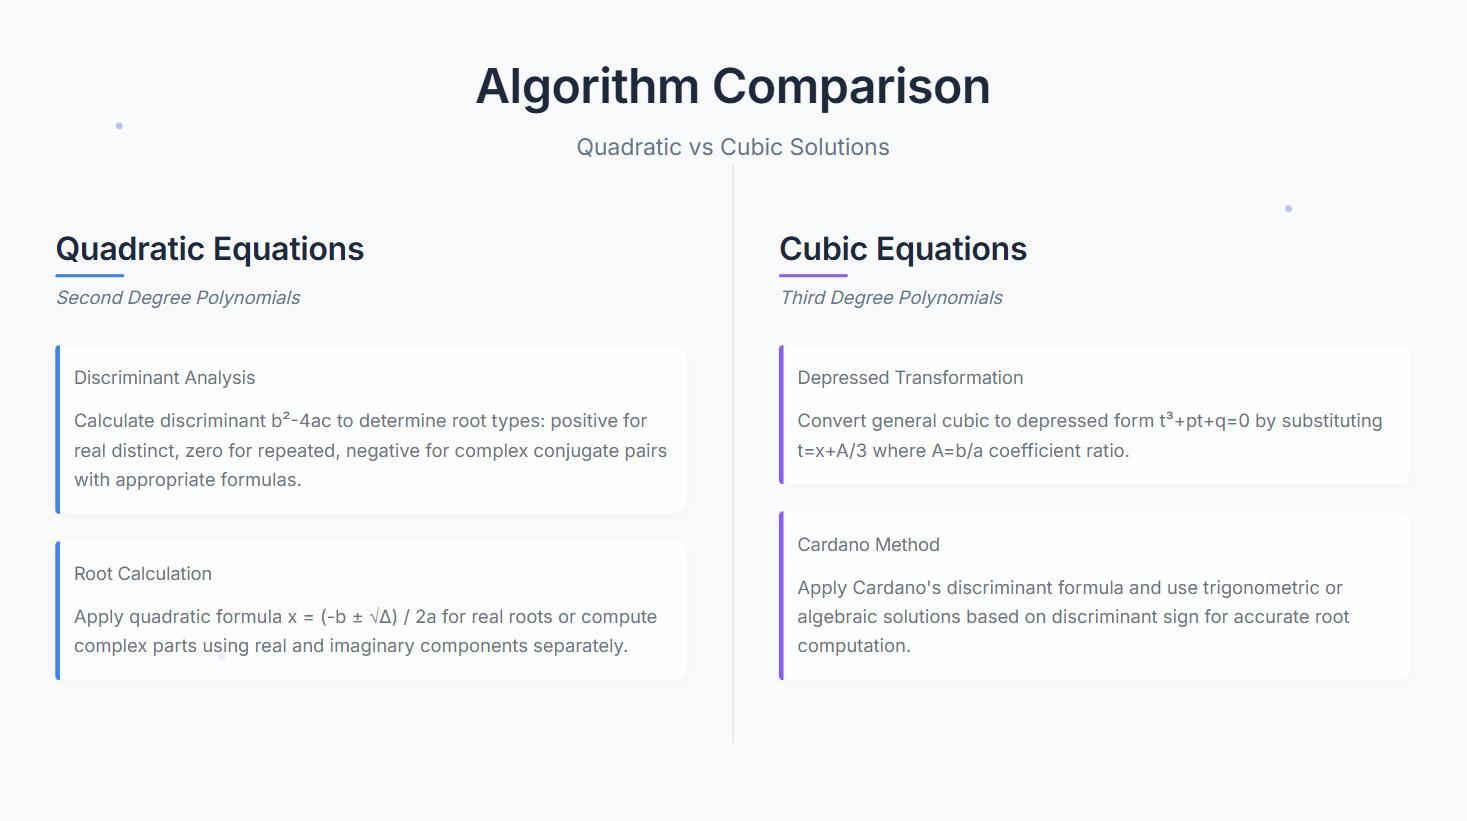 Algorithm Comparison
Quadratic vs Cubic Solutions
Quadratic Equations
Second Degree Polynomials
Discriminant Analysis
Calculate discriminant b²-4ac to determine root types: positive for
real distinct, zero for repeated, negative for complex conjugate pairs
with appropriate formulas.
Root Calculation
Apply quadratic formula x = (-b ± √Δ) / 2a for real roots or compute
complex parts using real and imaginary components separately.
Cubic Equations
Third Degree Polynomials
Depressed Transformation
Convert general cubic to depressed form t³+pt+q=0 by substituting
t=x+A/3 where A=b/a coefficient ratio.
Cardano Method
Apply Cardano's discriminant formula and use trigonometric or
algebraic solutions based on discriminant sign for accurate root
computation.